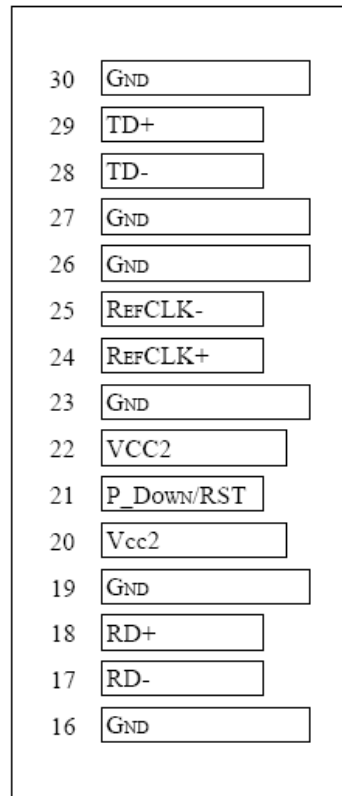 30 GND
29 TD+
28 TD-
27 GND
26 GND
25 REFCLK-
24 REFCLK+
23 GND
22 VCC2
21 P_DOWN/RST
20 Vcc2
19 GND
18 RD+
17 RD-
16 GND